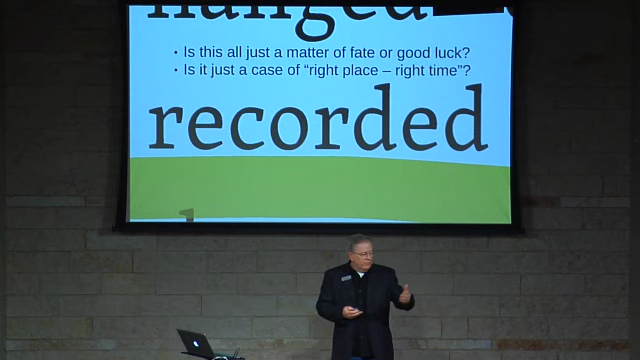 • Is this all just a matter of fate or good luck?
• Is it just a case of “right place – right time”?
recorded